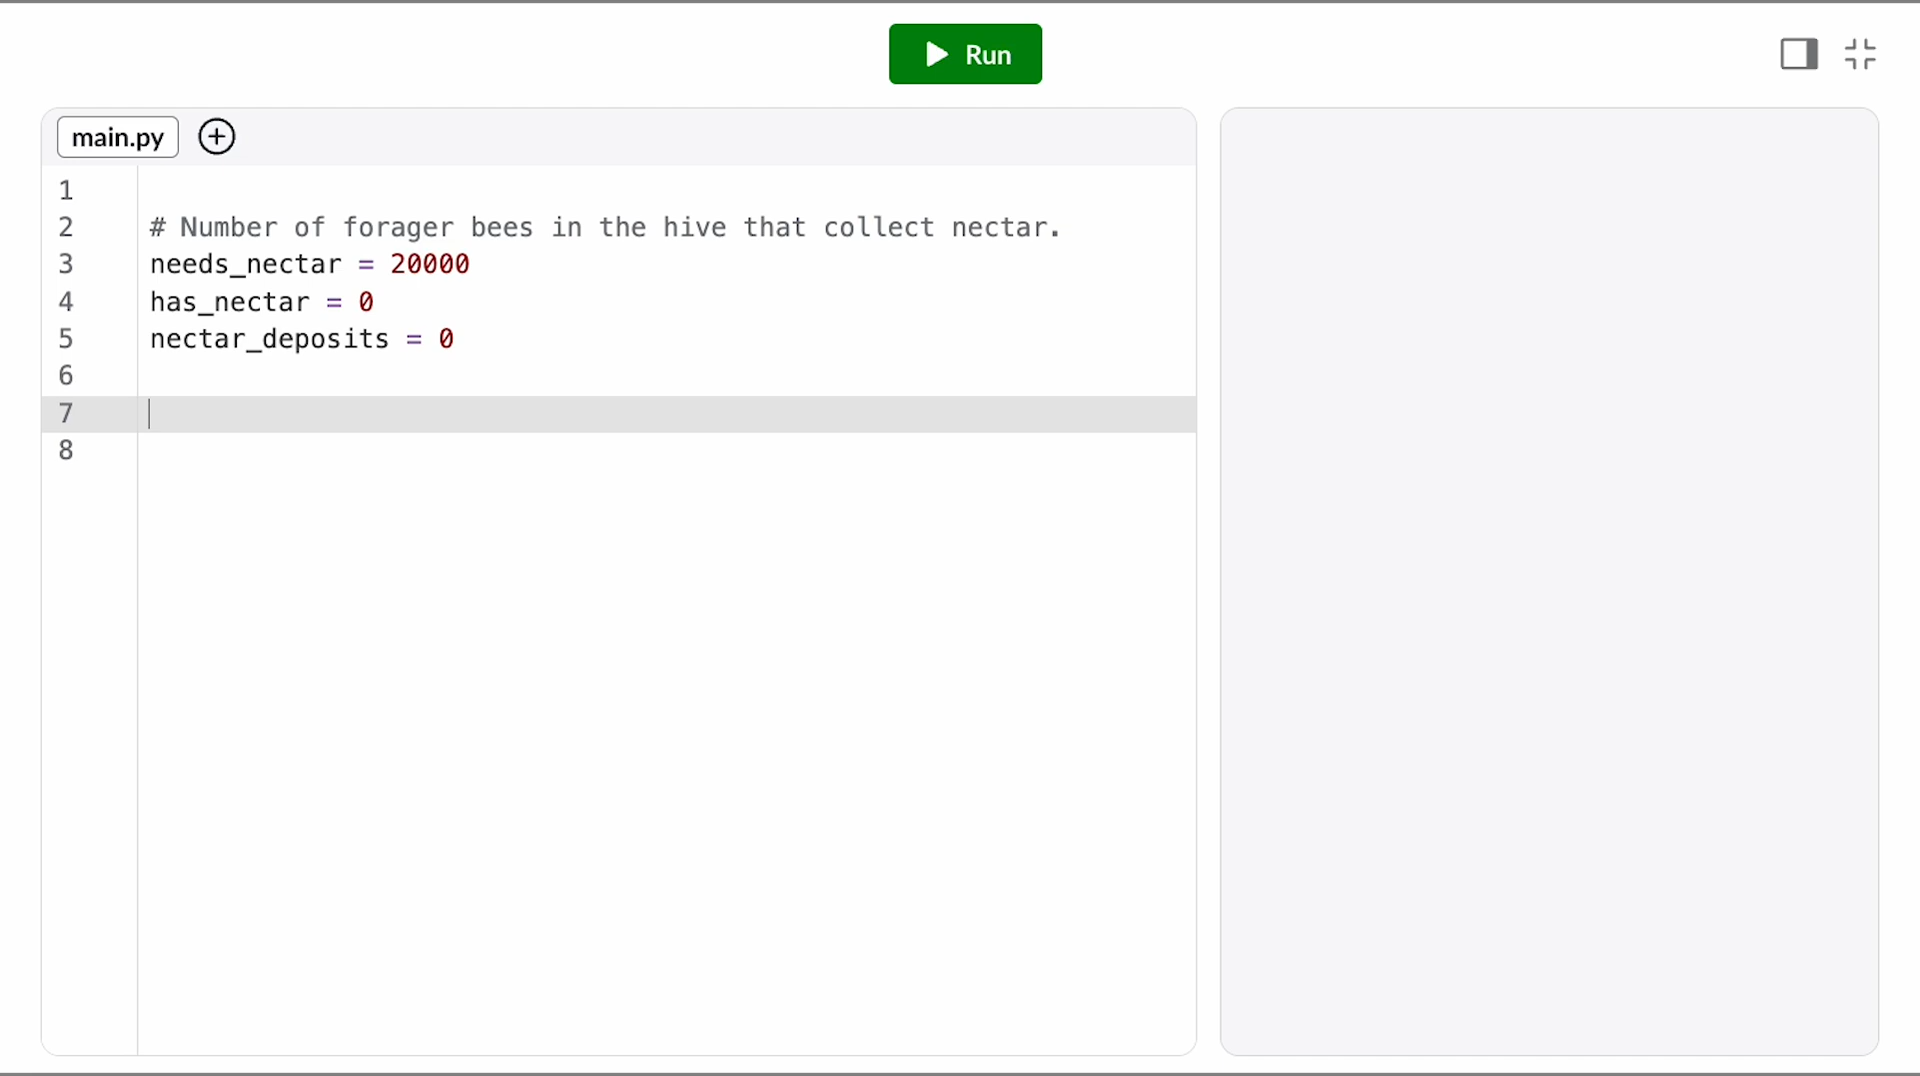 Run
main.py
1
2 # Number of forager bees in the hive that collect nectar.
3 needs_nectar = 20000
4 has_nectar = 0
5 nectar_deposits = 0
6
7
8